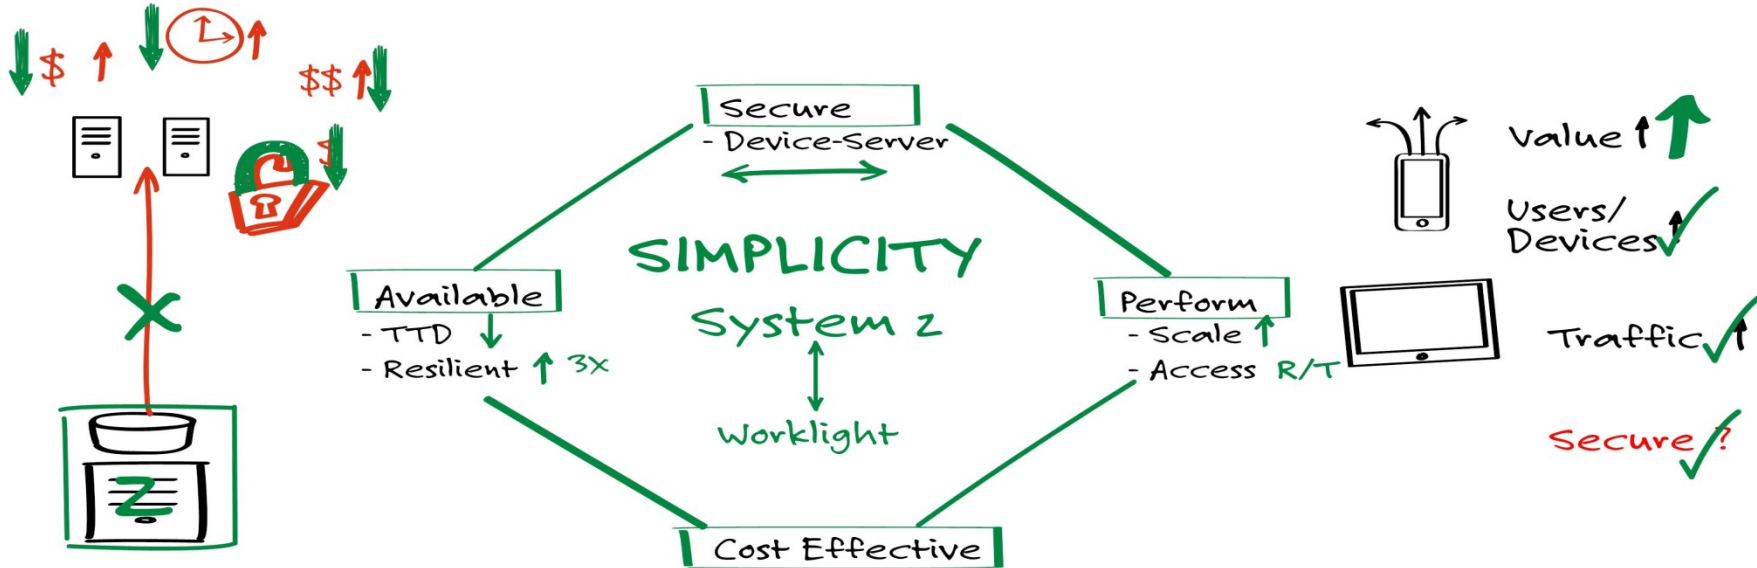 $
$$
$
Z
Secure
- Device-Server
SIMPLICITY
System z
Worklight
Available
- TTD
- Resilient 3X
Perform
- Scale
- Access R/T
Cost Effective
Value
Users/
Devices
Traffic
Secure?